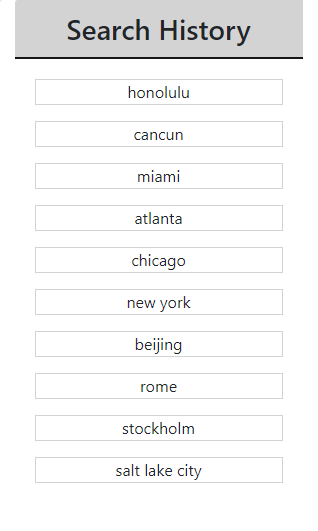 Search History
honolulu
cancun
miami
atlanta
chicago
new york
beijing
rome
stockholm
salt lake city